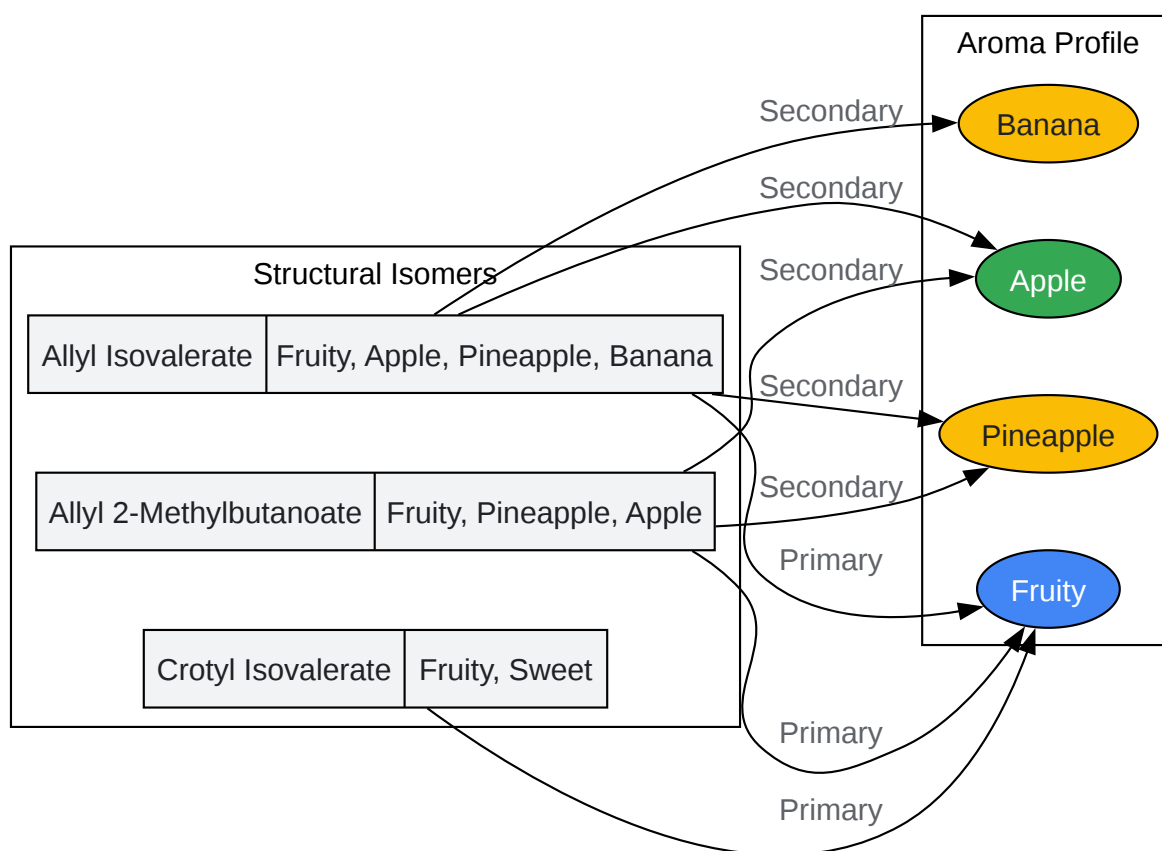 Aroma Profile
Secondary
Banana
Secondary
Structural Isomers
Secondary
Apple
Allyl Isovalerate
Fruity, Apple, Pineapple, Banana
Secondary
Pineapple
Secondary
Allyl 2-Methylbutanoate
Fruity, Pineapple, Apple
Primary
Fruity
Crotyl Isovalerate
Fruity, Sweet
Primary
Primary